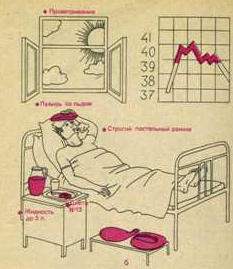 Проветривание
41
40
39
38
37
Пузырь со льдом
Строгий постельный режим
Диета
№13
Жидкость
до 3 л.
6